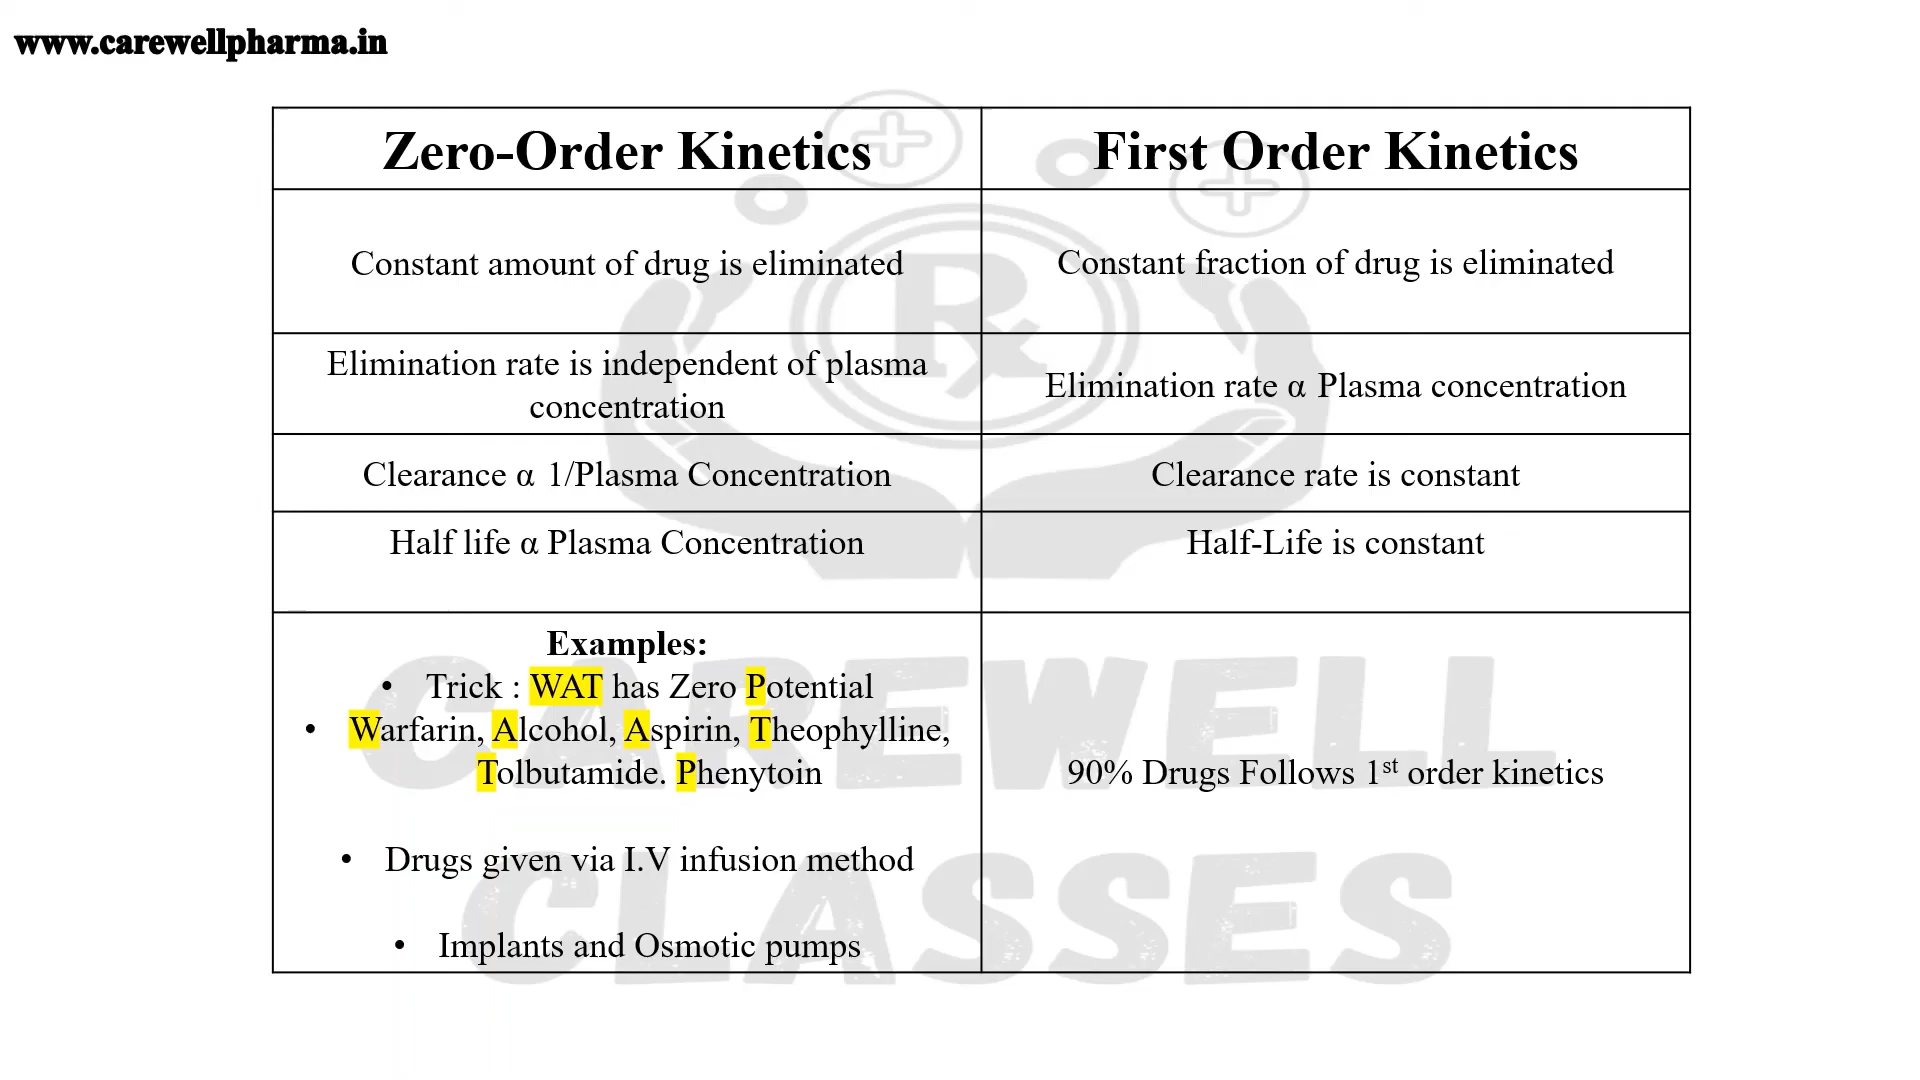 www.carewellpharma.in
Zero-Order Kinetics
First Order Kinetics
Constant amount of drug is eliminated
Constant fraction of drug is eliminated
Elimination rate is independent of plasma
concentration
Elimination rate α Plasma concentration
Clearance α 1/Plasma Concentration
Clearance rate is constant
Half life α Plasma Concentration
Half-Life is constant
Examples:
• Trick : WAT has Zero Potential
• Warfarin, Alcohol, Aspirin, Theophylline,
Tolbutamide. Phenytoin
• Drugs given via I.V infusion method
• Implants and Osmotic pumps
90% Drugs Follows 1st order kinetics
Rx
CAREWELL
CLASSES